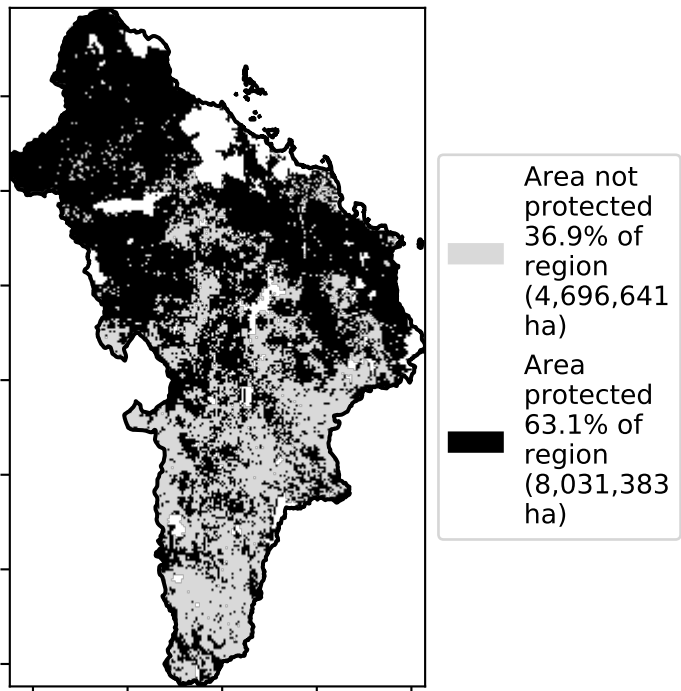 Area not
protected
36.9% of
region
(4,696,641
ha)
Area
protected
63.1% of
region
(8,031,383
ha)